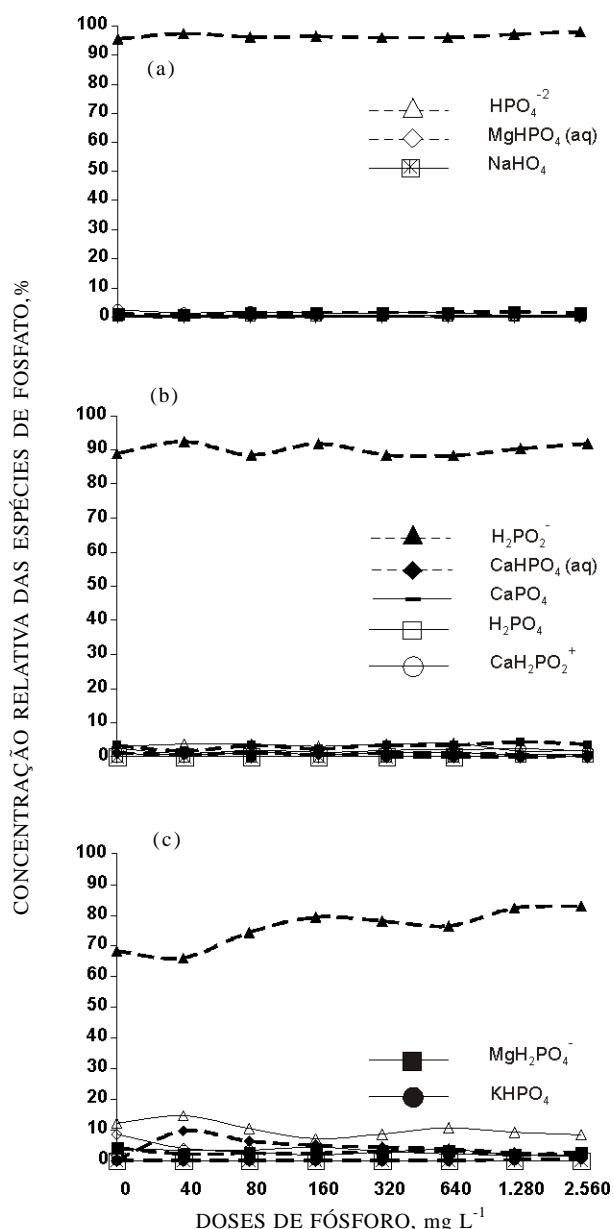 CONCENTRAÇÃO RELATIVA DAS ESPÉCIES DE FOSFATO,%
100
(a)
90
80
70
60
50
40
30
20
10
0
HPO₄⁻²
MgHPO₄ (aq)
NaHO₄
(b)
100
90
80
70
60
50
40
30
20
10
0
H₂PO₂⁻
CaHPO₄ (aq)
CaPO₄
H₂PO₄
CaH₂PO₂⁺
(c)
100
90
80
70
60
50
40
30
20
10
0
MgH₂PO₄⁻
KHPO₄
0 40 80 160 320 640 1.280 2.560
DOSES DE FÓSFORO, mg L⁻¹